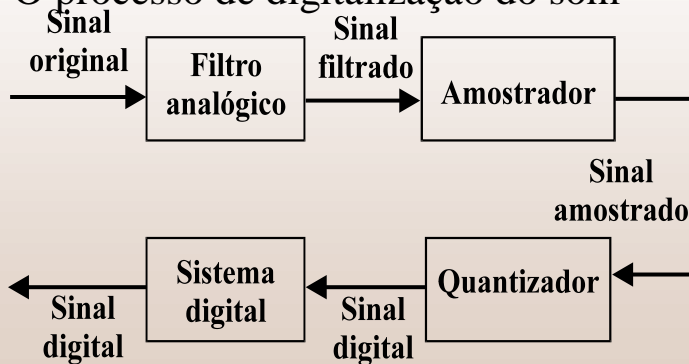 O processo de digitalização do som
Sinal
original
Filtro
analógico
Sinal
filtrado
Amostrador
Sinal
amostrado
Quantizador
Sinal
digital
Sistema
digital
Sinal
digital